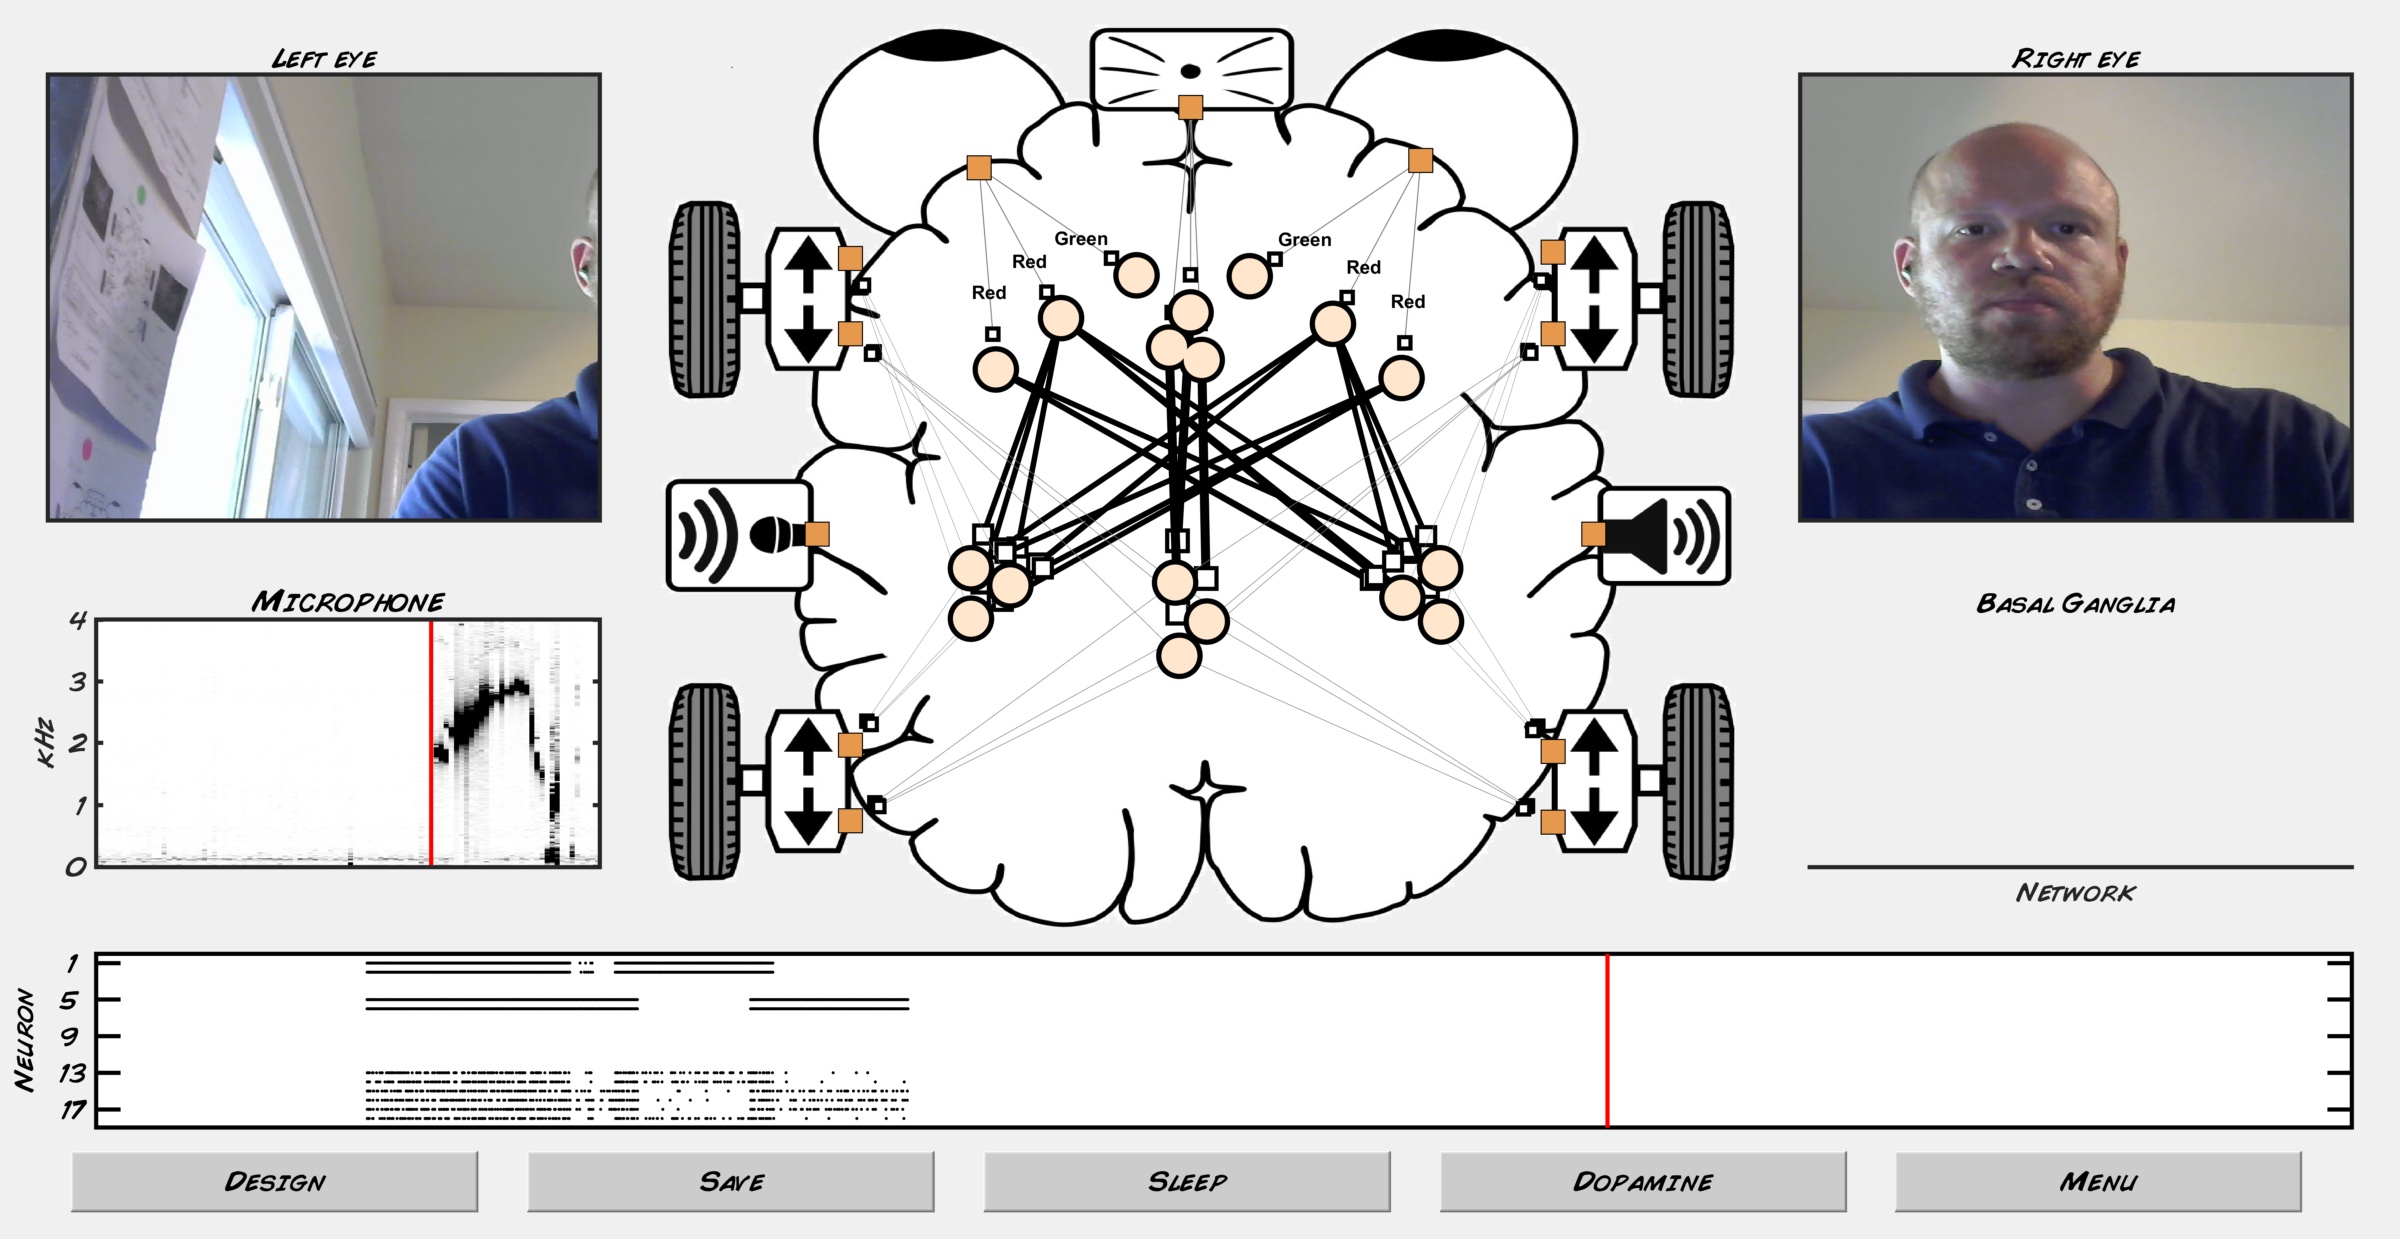 LEFT EYE
RIGHT EYE
Green
Green
Red
Red
Red
Red
MICROPHONE
BASAL GANGLIA
4
3
2
1
0
KHZ
NETWORK
NEURON
1
5
9
13
17
DESIGN
SAVE
SLEEP
DOPAMINE
MENU